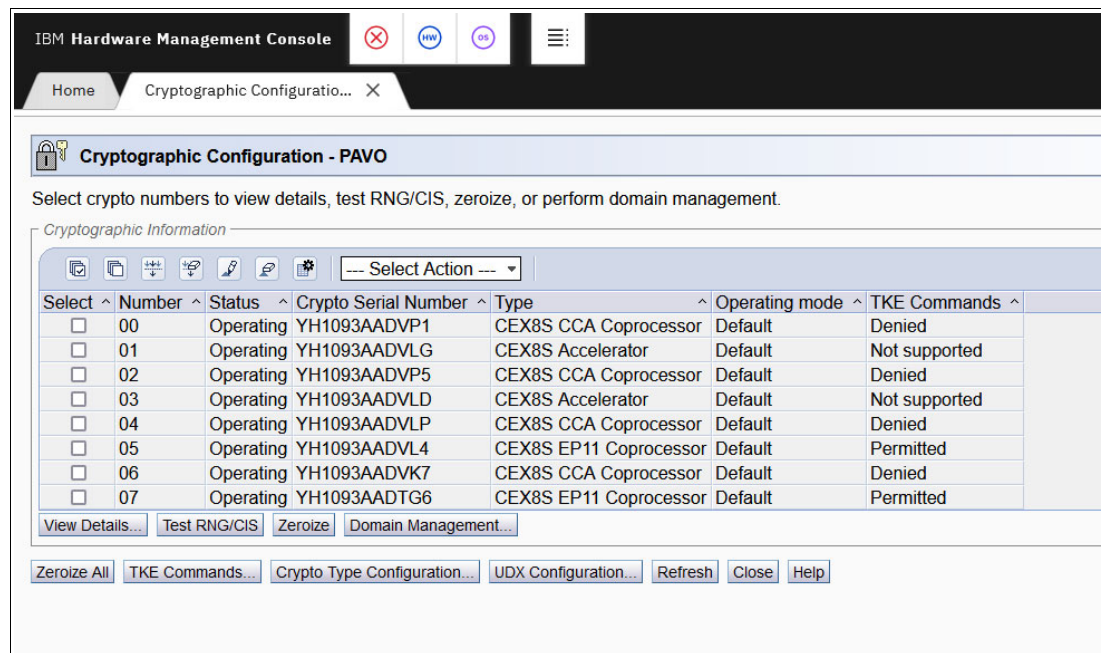 IBM Hardware Management Console HW OS
Home Cryptographic Configuratio...
Cryptographic Configuration - PAVO
Select crypto numbers to view details, test RNG/CIS, zeroize, or perform domain management.
Cryptographic Information
--- Select Action ---
Select Number Status Crypto Serial Number Type Operating mode TKE Commands
00 Operating YH1093AADVP1 CEX8S CCA Coprocessor Default Denied
01 Operating YH1093AADVLG CEX8S Accelerator Default Not supported
02 Operating YH1093AADVP5 CEX8S CCA Coprocessor Default Denied
03 Operating YH1093AADVLD CEX8S Accelerator Default Not supported
04 Operating YH1093AADVLP CEX8S CCA Coprocessor Default Denied
05 Operating YH1093AADVL4 CEX8S EP11 Coprocessor Default Permitted
06 Operating YH1093AADVK7 CEX8S CCA Coprocessor Default Denied
07 Operating YH1093AADTG6 CEX8S EP11 Coprocessor Default Permitted
View Details... Test RNG/CIS Zeroize Domain Management...
Zeroize All TKE Commands... Crypto Type Configuration... UDX Configuration... Refresh Close Help